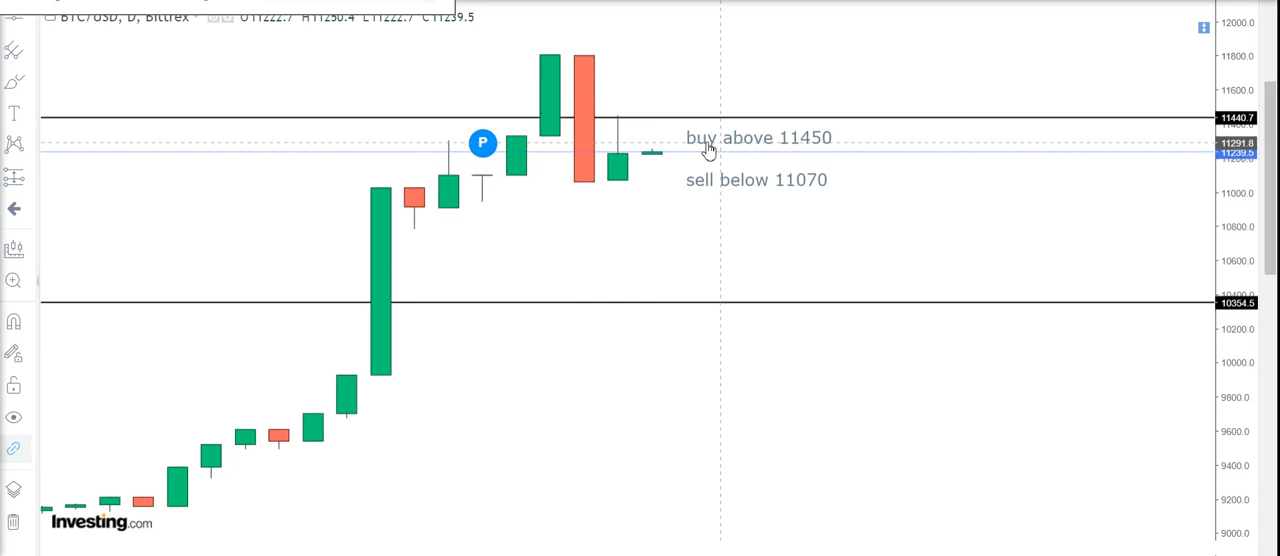 BTC/USD, D, Bittrex O11222.7 H11250.4 L11222.7 C11239.5
12000.0
11800.0
11600.0
11440.7
P
buy above 11450
11291.8
11239.5
sell below 11070
11000.0
10800.0
10600.0
10354.5
10200.0
10000.0
9800.0
9600.0
9400.0
9200.0
Investing.com
9000.0
T